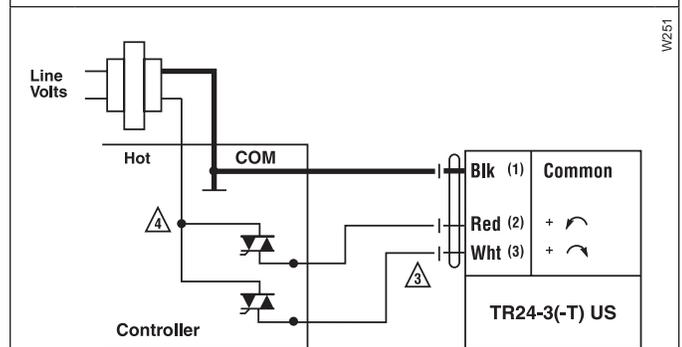 W251
Line
Volts
Hot
COM
Blk (1) Common
4
Red (2) +
Wht (3) +
3
TR24-3(-T) US
Controller